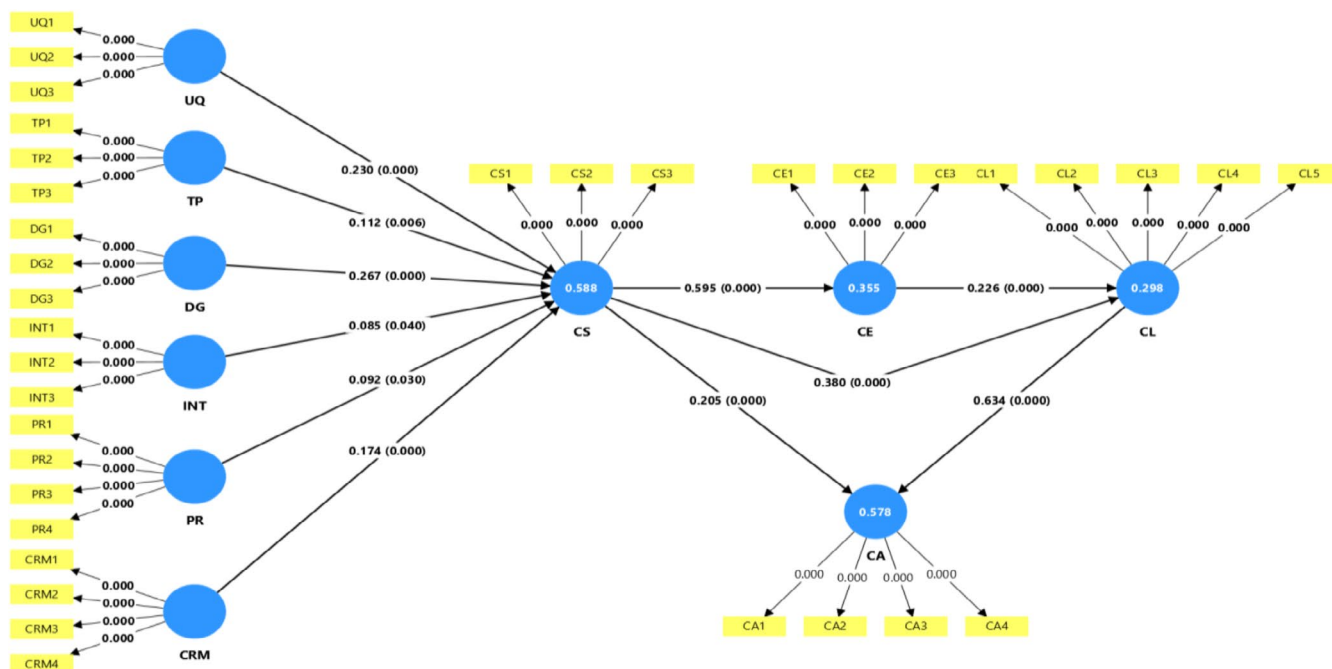 UQ1
0.000
UQ2
0.000
0.000
UQ3
UQ
TP1
0.000
TP2
0.000
0.000
TP3
TP
DG1
0.000
DG2
0.000
0.000
DG3
DG
INT1
0.000
INT2
0.000
0.000
INT3
INT
PR1
0.000
PR2
0.000
PR3
0.000
0.000
PR4
PR
CRM1
0.000
CRM2
0.000
CRM3
0.000
0.000
CRM4
CRM
0.230 (0.000)
0.112 (0.006)
0.267 (0.000)
0.085 (0.040)
0.092 (0.030)
0.174 (0.000)
CS1 CS2 CS3
0.000 0.000 0.000
0.588
CS
0.595 (0.000)
CE1 CE2 CE3
0.000 0.000 0.000
0.355
CE
0.226 (0.000)
CL1 CL2 CL3 CL4 CL5
0.000 0.000 0.000 0.000 0.000
0.298
CL
0.380 (0.000)
0.205 (0.000)
0.634 (0.000)
0.578
CA
0.000 0.000 0.000 0.000
CA1 CA2 CA3 CA4